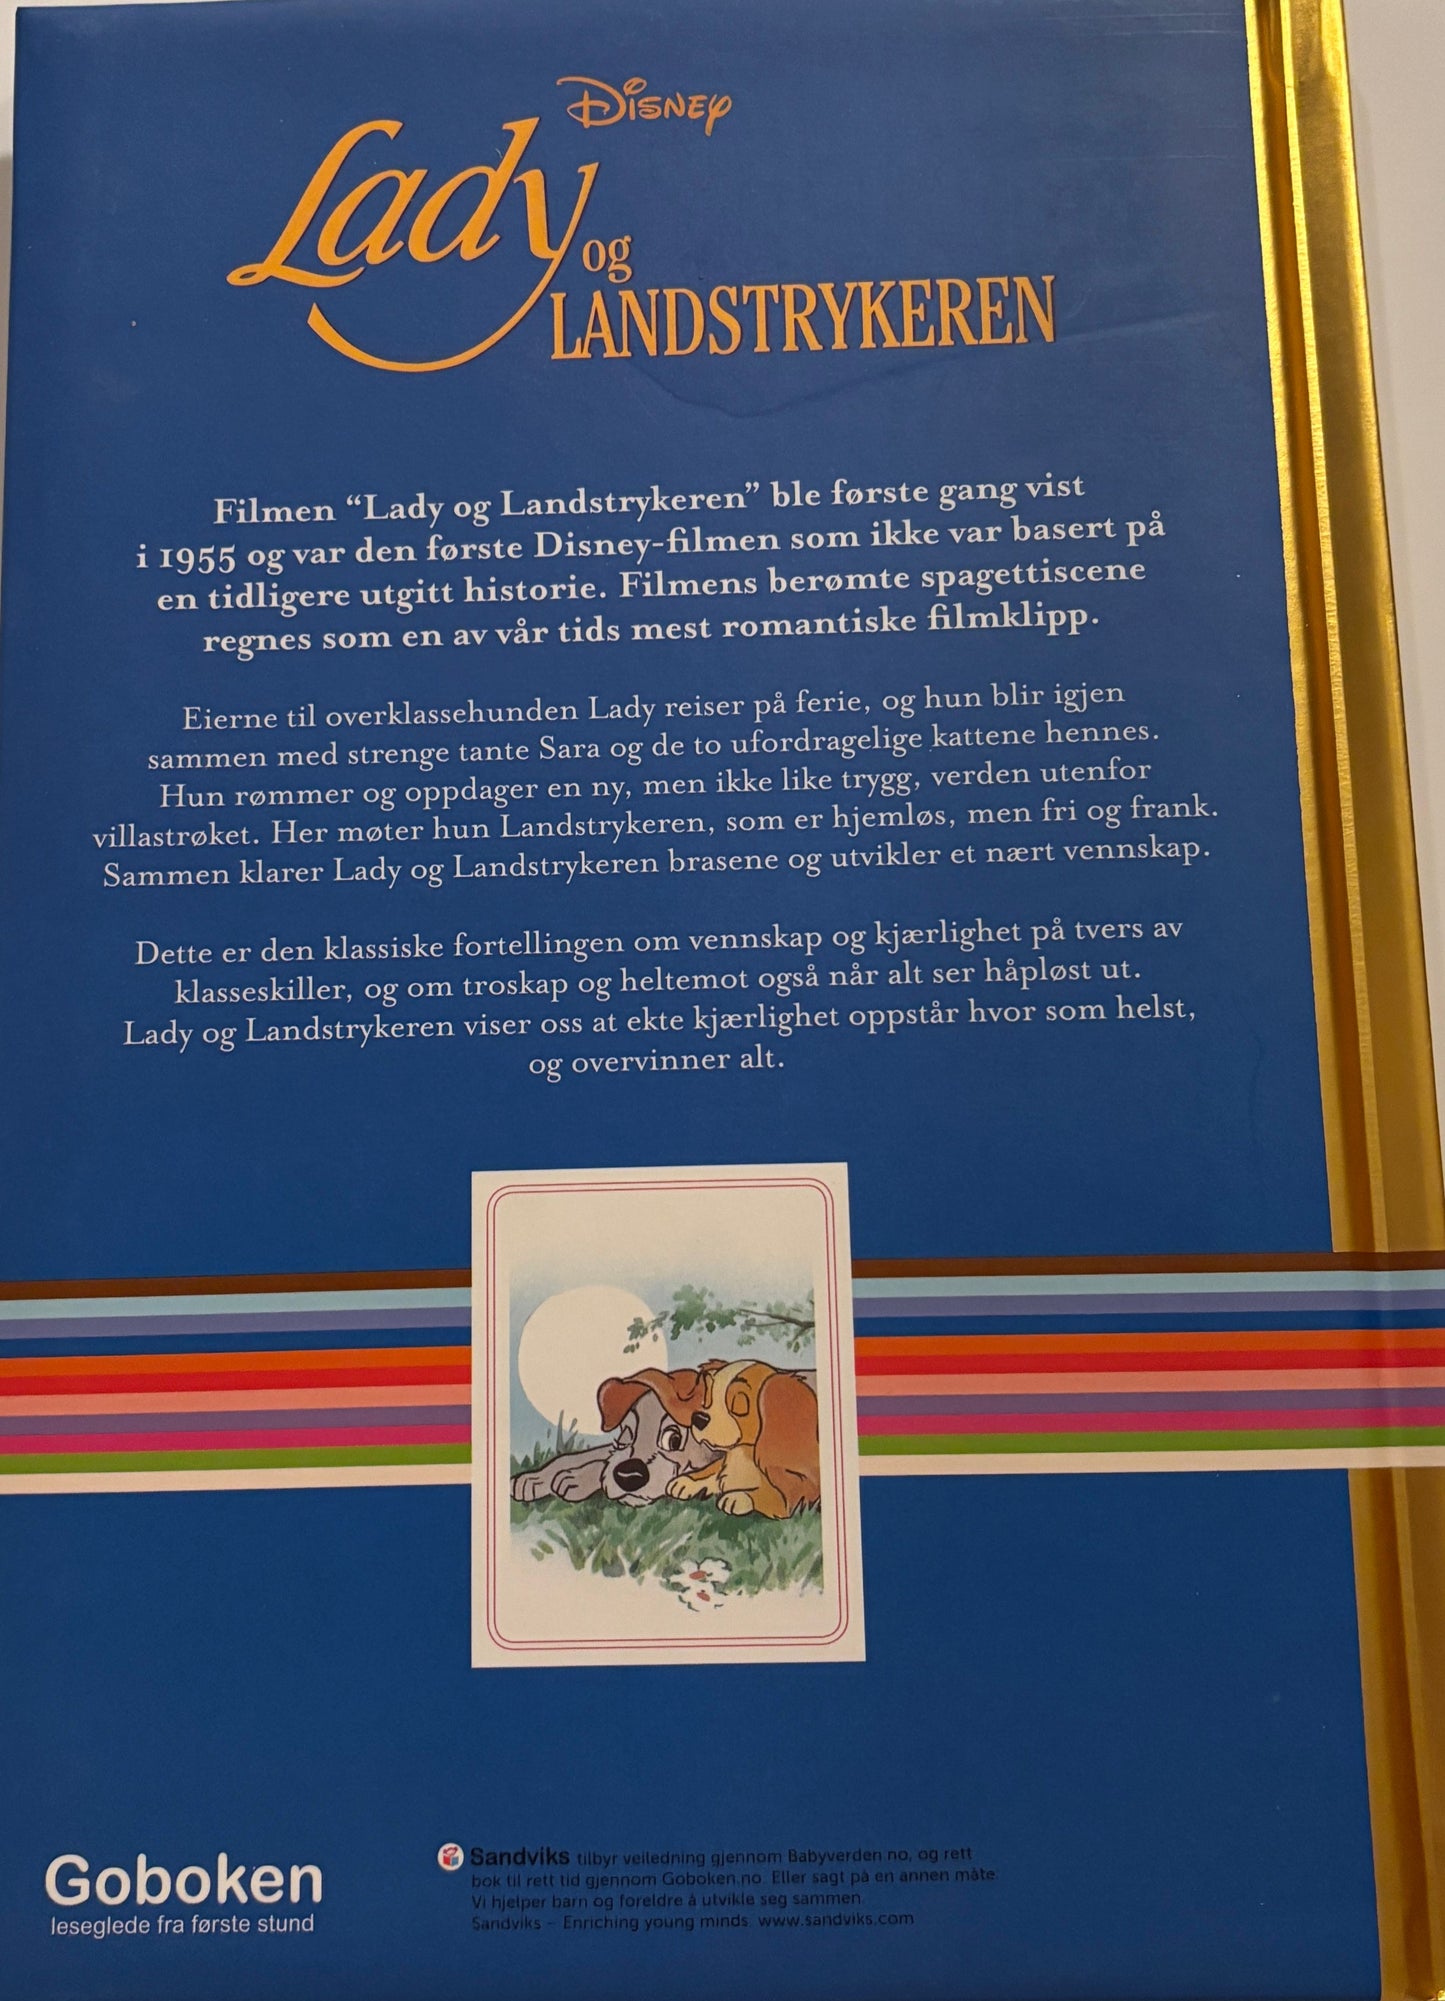 Disney
Lady
og
LANDSTRYKEREN
Filmen “Lady og Landstrykeren” ble første gang vist
i 1955 og var den første Disney-filmen som ikke var basert på
en tidligere utgitt historie. Filmens berømte spagettiscene
regnes som en av vår tids mest romantiske filmklipp.
Eierne til overklassehunden Lady reiser på ferie, og hun blir igjen
sammen med strenge tante Sara og de to ufordragelige kattene hennes.
Hun rømmer og oppdager en ny, men ikke like trygg, verden utenfor
villastrøket. Her møter hun Landstrykeren, som er hjemløs, men fri og frank.
Sammen klarer Lady og Landstrykeren brasene og utvikler et nært vennskap.
Dette er den klassiske fortellingen om vennskap og kjærlighet på tvers av
klasseskiller, og om troskap og heltemot også når alt ser håpløst ut.
Lady og Landstrykeren viser oss at ekte kjærlighet oppstår hvor som helst,
og overvinner alt.
Goboken
leseglede fra første stund
Sandviks tilbyr veiledning gjennom Babyverden.no, og rett
bok til rett tid gjennom Goboken.no. Eller sagt på en annen måte:
Vi hjelper barn og foreldre å utvikle seg sammen.
Sandviks – Enriching young minds. www.sandviks.com